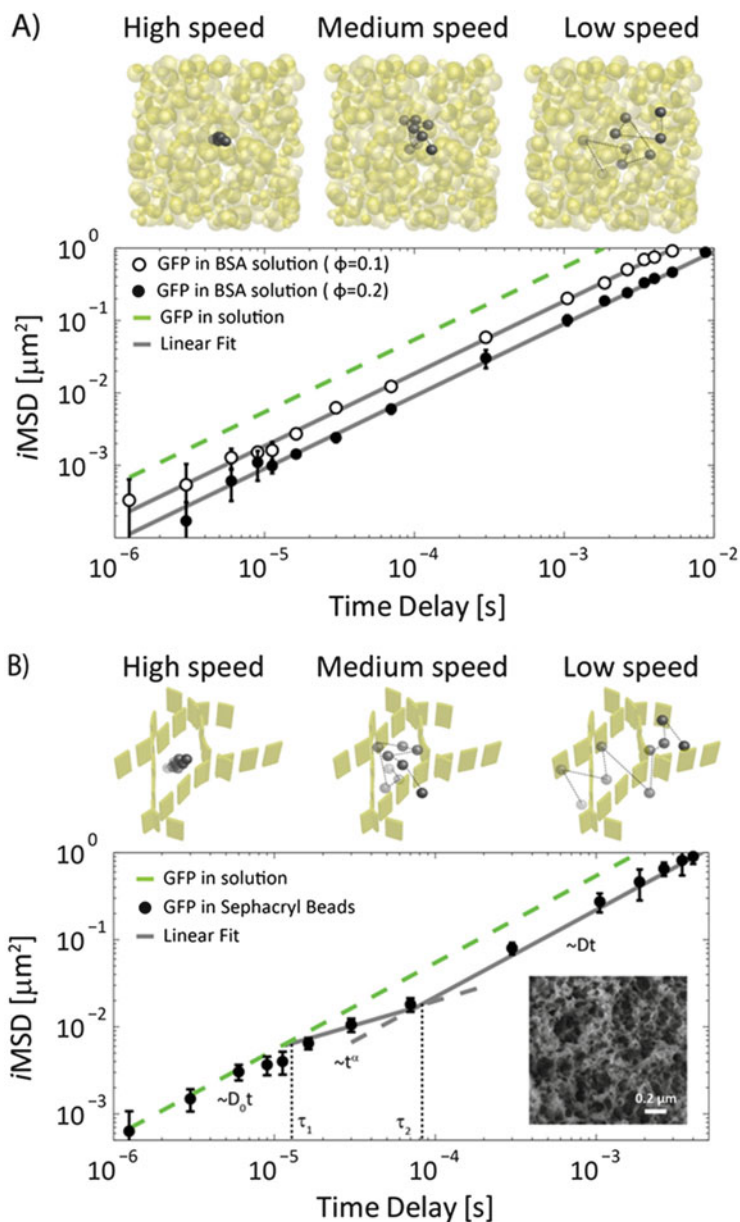 A)
High speed Medium speed Low speed
10⁰
10⁻¹
10⁻²
10⁻³
iMSD [μm²]
GFP in BSA solution ( ϕ=0.1)
GFP in BSA solution ( ϕ=0.2)
GFP in solution
Linear Fit
10⁻⁶ 10⁻⁵ 10⁻⁴ 10⁻³ 10⁻²
Time Delay [s]
B)
High speed Medium speed Low speed
10⁰
10⁻¹
10⁻²
10⁻³
iMSD [μm²]
GFP in solution
GFP in Sephacryl Beads
Linear Fit
~Dt
~tᵅ
~D₀t
τ₁ τ₂
0.2 μm
10⁻⁶ 10⁻⁵ 10⁻⁴ 10⁻³
Time Delay [s]